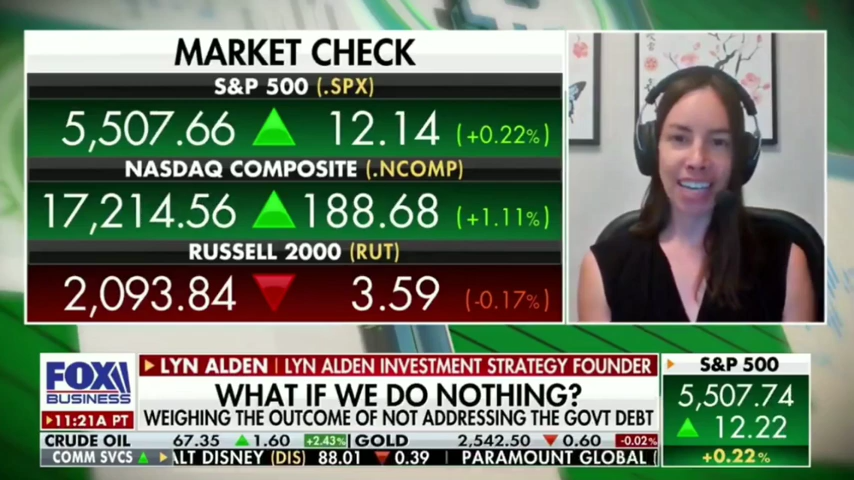 MARKET CHECK
S&P 500 (.SPX)
5,507.66 12.14 (+0.22%)
NASDAQ COMPOSITE (.NCOMP)
17,214.56 188.68 (+1.11%)
RUSSELL 2000 (RUT)
2,093.84 3.59 (-0.17%)
FOX
BUSINESS
11:21A PT
LYN ALDEN | LYN ALDEN INVESTMENT STRATEGY FOUNDER
WHAT IF WE DO NOTHING?
WEIGHING THE OUTCOME OF NOT ADDRESSING THE GOVT DEBT
S&P 500
5,507.74
12.22
+0.22%
CRUDE OIL 67.35 1.60 +2.43% GOLD 2,542.50 0.60 -0.02%
COMM SVCS ALT DISNEY (DIS) 88.01 0.39 PARAMOUNT GLOBAL (